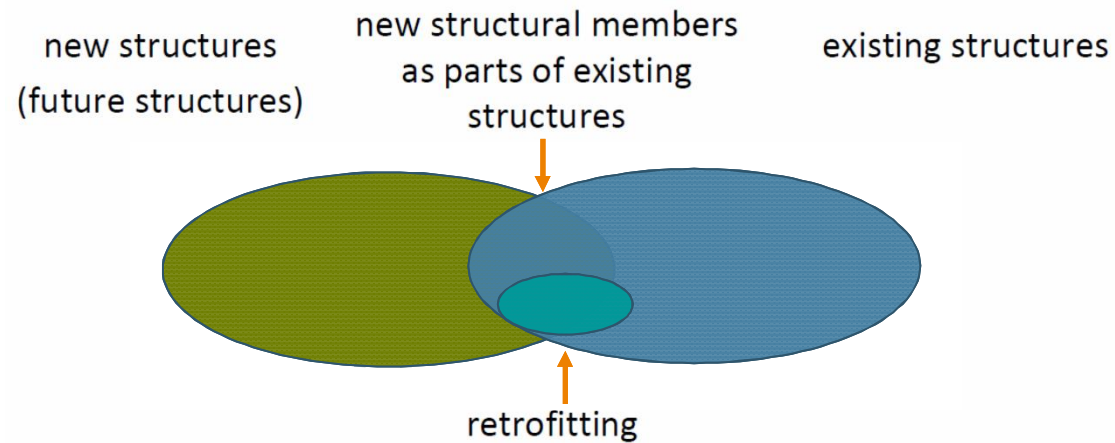 new structures
(future structures)
new structural members
as parts of existing
structures
existing structures
retrofitting